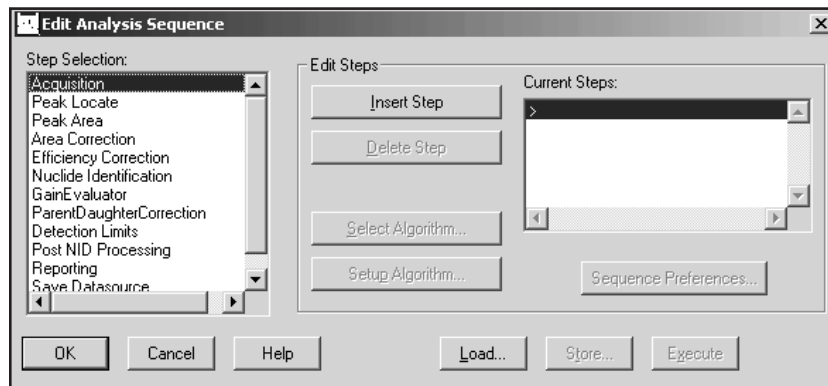 Edit Analysis Sequence
Step Selection:
Acquisition
Peak Locate
Peak Area
Area Correction
Efficiency Correction
Nuclide Identification
GainEvaluator
ParentDaughterCorrection
Detection Limits
Post NID Processing
Reporting
Save Datasource
Edit Steps
Insert Step
Delete Step
Select Algorithm...
Setup Algorithm...
Current Steps:
>
Sequence Preferences...
OK Cancel Help Load... Store... Execute